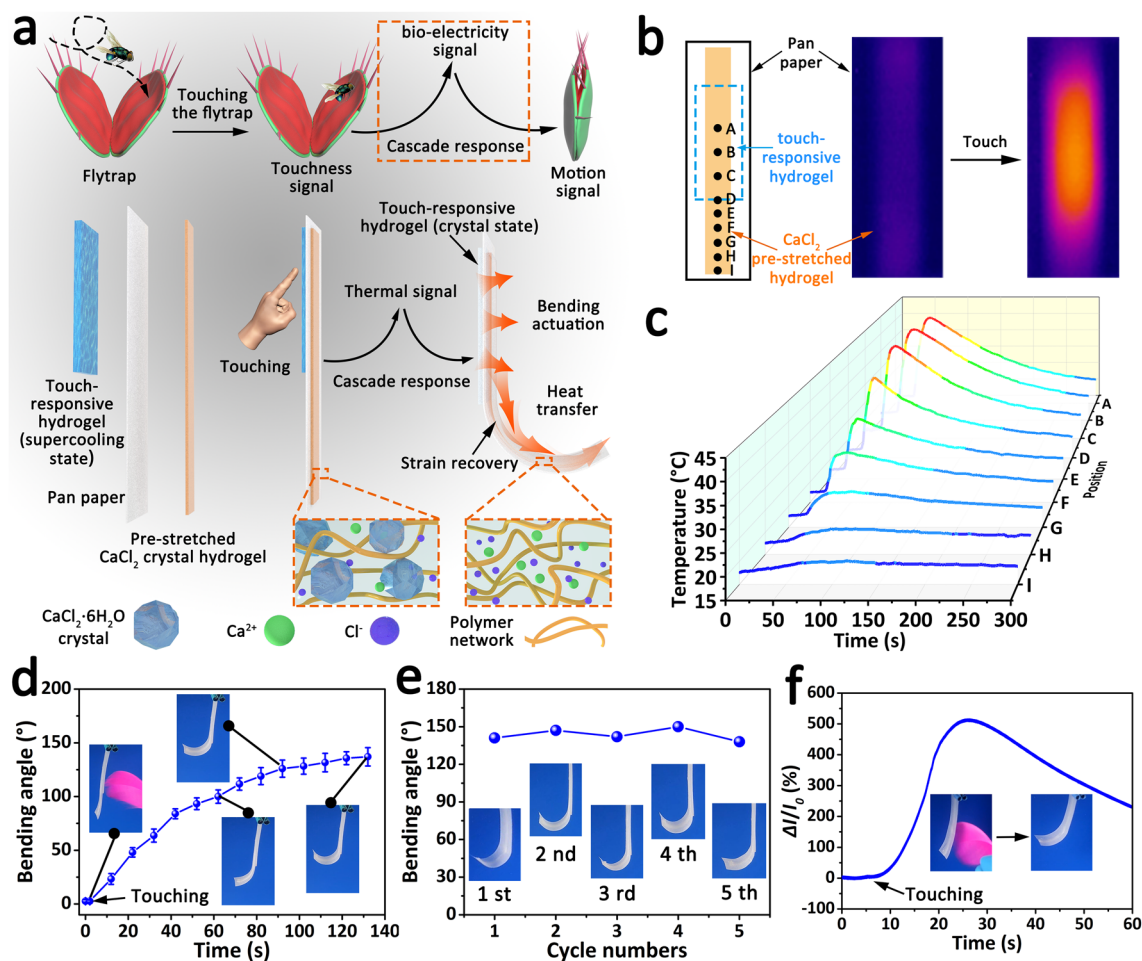 a
bio-electricity
signal
Touching
the flytrap
Cascade response
Flytrap
Touchness
signal
Motion
signal
Touch-responsive
hydrogel (crystal state)
Thermal signal
Bending
actuation
Touching
Cascade response
Touch-
responsive
hydrogel
(supercooling
state)
Heat
transfer
Strain recovery
Pan paper
Pre-stretched
CaCl₂ crystal hydrogel
CaCl₂·6H₂O
crystal
Ca²⁺
Cl⁻
Polymer
network
b
Pan
paper
A
B
C
D
E
F
G
H
I
touch-
responsive
hydrogel
CaCl₂
pre-stretched
hydrogel
Touch
c
Temperature (°C)
45
40
35
30
25
20
15
0 50 100 150 200 250 300
Time (s)
A
B
C
D
E
F
G
H
I
Position
d
Bending angle (°)
200
150
100
50
0
Touching
0 20 40 60 80 100 120 140
Time (s)
e
Bending angle (°)
180
150
120
90
60
30
0
1 st
2 nd
3 rd
4 th
5 th
1 2 3 4 5
Cycle numbers
f
ΔI/I₀ (%)
600
500
400
300
200
100
0
-100
Touching
0 10 20 30 40 50 60
Time (s)